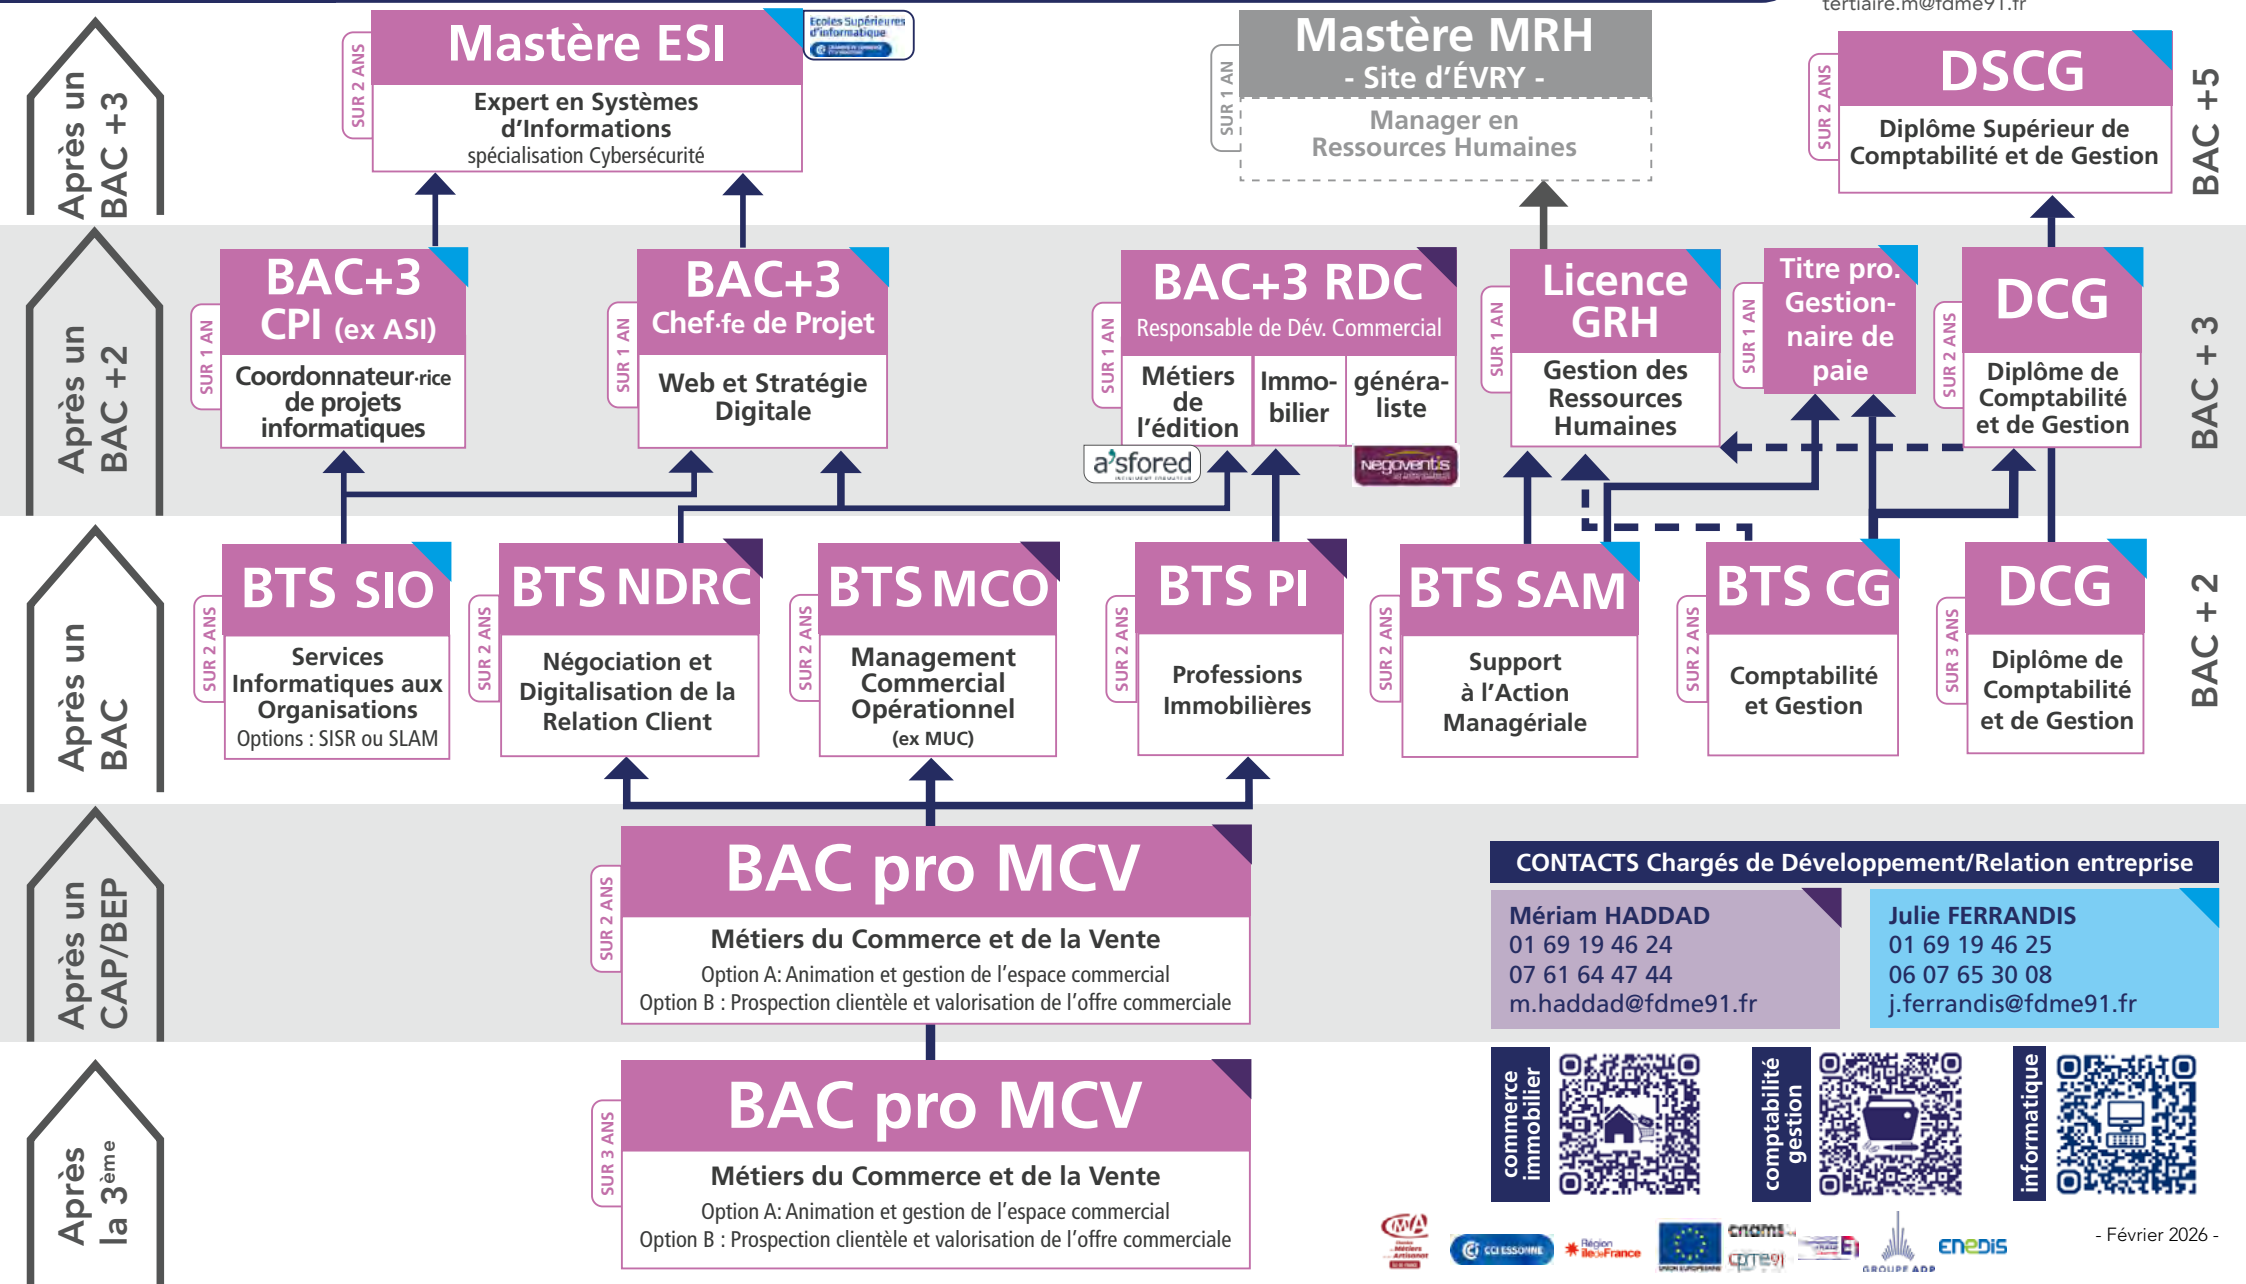 tertiaire.m@fdme91.fr
Après un
BAC +3
SUR 2 ANS
Mastère ESI
Expert en Systèmes
d'Informations
spécialisation Cybersécurité
Ecoles Supérieures
d'informatique
SUR 1 AN
Mastère MRH
- Site d'ÉVRY -
Manager en
Ressources Humaines
SUR 2 ANS
DSCG
Diplôme Supérieur de
Comptabilité et de Gestion
BAC +5
Après un
BAC +2
SUR 1 AN
BAC+3
CPI (ex ASI)
Coordonnateur·rice
de projets
informatiques
SUR 1 AN
BAC+3
Chef·fe de Projet
Web et Stratégie
Digitale
SUR 1 AN
BAC+3 RDC
Responsable de Dév. Commercial
Métiers
de
l'édition
Immo-
bilier
généra-
liste
a'sfored
Negoventis
SUR 1 AN
Licence
GRH
Gestion des
Ressources
Humaines
SUR 1 AN
Titre pro.
Gestion-
naire de
paie
SUR 2 ANS
DCG
Diplôme de
Comptabilité
et de Gestion
BAC + 3
Après un
BAC
SUR 2 ANS
BTS SIO
Services
Informatiques aux
Organisations
Options : SISR ou SLAM
SUR 2 ANS
BTS NDRC
Négociation et
Digitalisation de la
Relation Client
SUR 2 ANS
BTS MCO
Management
Commercial
Opérationnel
(ex MUC)
SUR 2 ANS
BTS PI
Professions
Immobilières
SUR 2 ANS
BTS SAM
Support
à l'Action
Managériale
SUR 2 ANS
BTS CG
Comptabilité
et Gestion
SUR 3 ANS
DCG
Diplôme de
Comptabilité
et de Gestion
BAC + 2
Après un
CAP/BEP
SUR 2 ANS
BAC pro MCV
Métiers du Commerce et de la Vente
Option A: Animation et gestion de l'espace commercial
Option B : Prospection clientèle et valorisation de l'offre commerciale
CONTACTS Chargés de Développement/Relation entreprise
Mériam HADDAD
01 69 19 46 24
07 61 64 47 44
m.haddad@fdme91.fr
Julie FERRANDIS
01 69 19 46 25
06 07 65 30 08
j.ferrandis@fdme91.fr
Après
la 3ème
SUR 3 ANS
BAC pro MCV
Métiers du Commerce et de la Vente
Option A: Animation et gestion de l'espace commercial
Option B : Prospection clientèle et valorisation de l'offre commerciale
commerce
immobilier
comptabilité
gestion
informatique
CMA
CCI ESSONNE
Région
île de France
UNION EUROPÉENNE
cnams
cpme91
GROUPE ADP
ENEDIS
- Février 2026 -